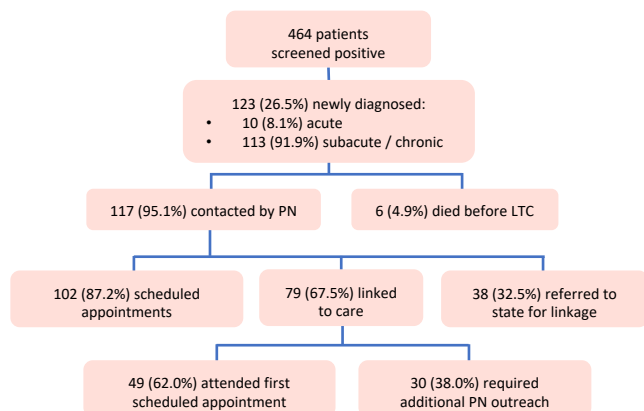 464 patients
screened positive
123 (26.5%) newly diagnosed:
• 10 (8.1%) acute
• 113 (91.9%) subacute / chronic
117 (95.1%) contacted by PN
6 (4.9%) died before LTC
102 (87.2%) scheduled
appointments
79 (67.5%) linked
to care
38 (32.5%) referred to
state for linkage
49 (62.0%) attended first
scheduled appointment
30 (38.0%) required
additional PN outreach